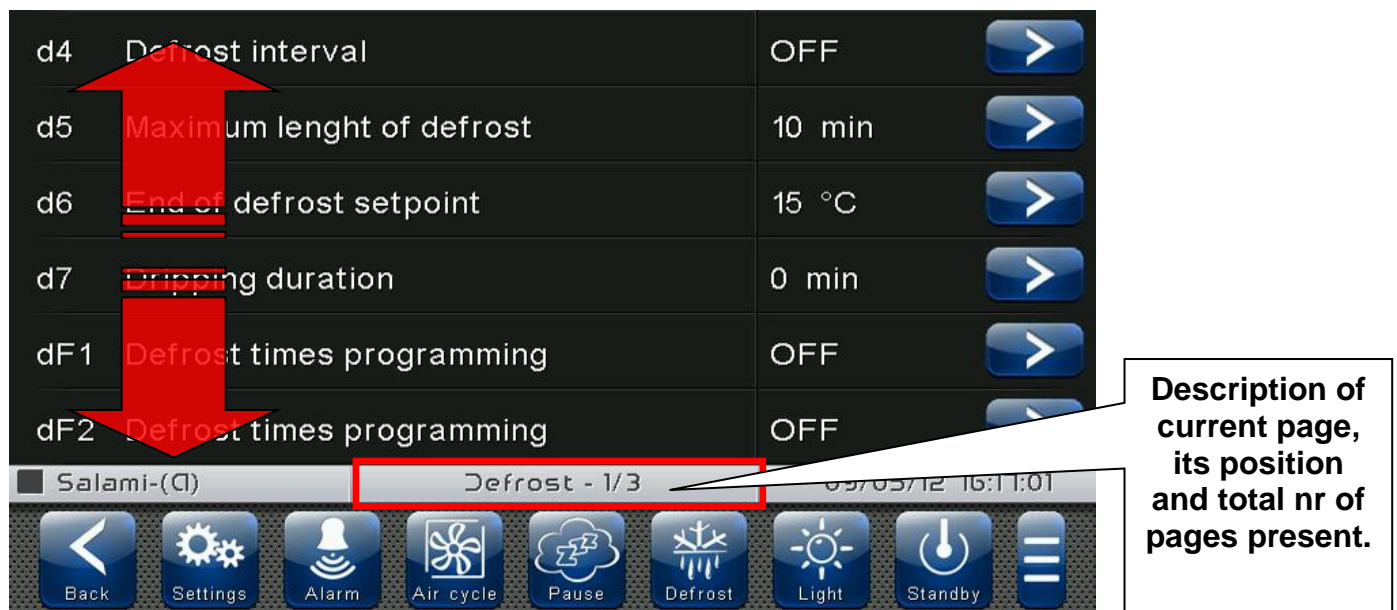 d4 Defrost interval OFF
d5 Maximum lenght of defrost 10 min
d6 End of defrost setpoint 15 °C
d7 Dripping duration 0 min
dF1 Defrost times programming OFF
dF2 Defrost times programming OFF
Salami-(A) Defrost - 1/3 09/05/12 16:11:01
Back Settings Alarm Air cycle Pause Defrost Light Standby
Description of
current page,
its position
and total nr of
pages present.